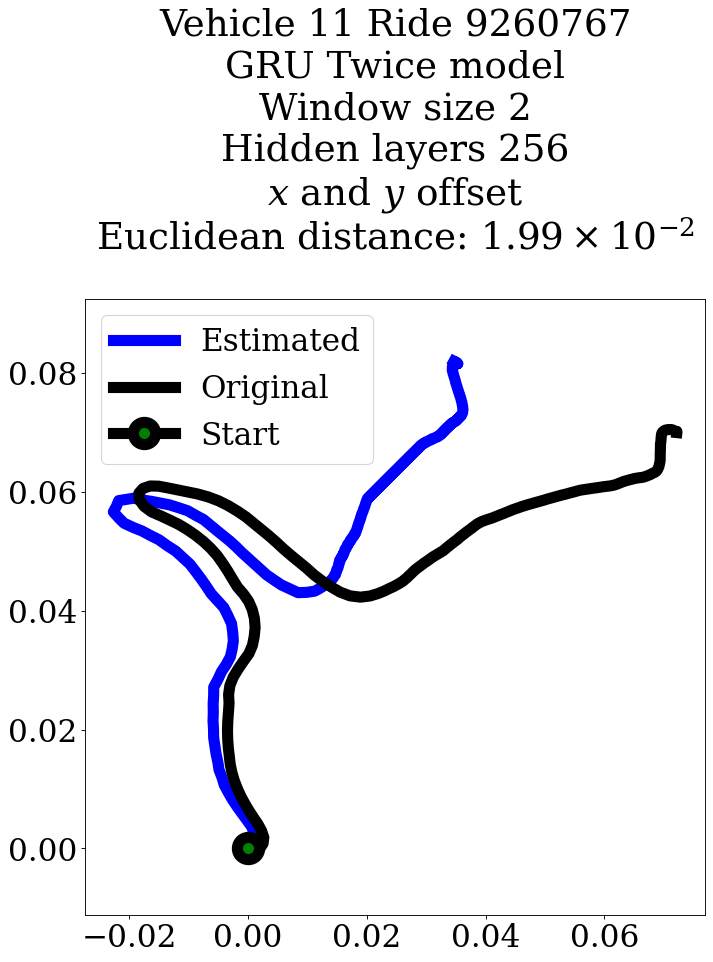 Vehicle 11 Ride 9260767
GRU Twice model
Window size 2
Hidden layers 256
x and y offset
Euclidean distance: 1.99 × 10⁻²
Estimated
Original
Start
0.08
0.06
0.04
0.02
0.00
−0.02 0.00 0.02 0.04 0.06